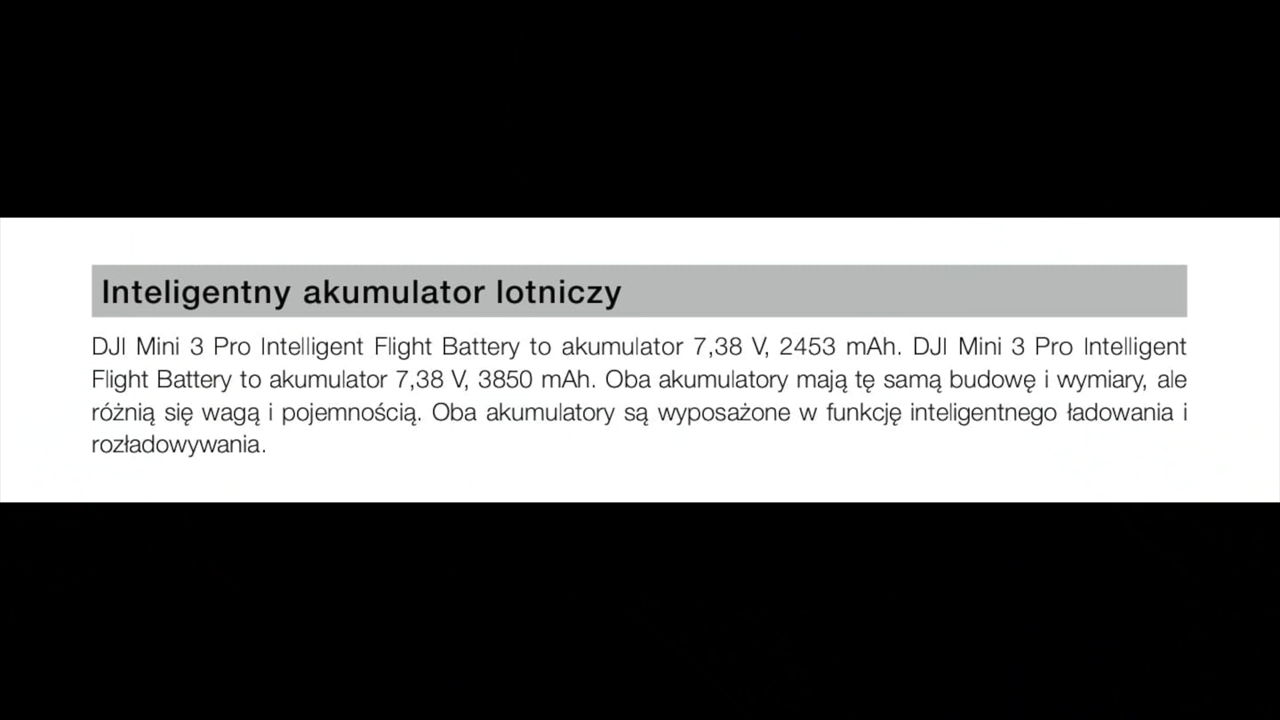 Inteligentny akumulator lotniczy
DJI Mini 3 Pro Intelligent Flight Battery to akumulator 7,38 V, 2453 mAh. DJI Mini 3 Pro Intelligent
Flight Battery to akumulator 7,38 V, 3850 mAh. Oba akumulatory mają tę samą budowę i wymiary, ale
różnią się wagą i pojemnością. Oba akumulatory są wyposażone w funkcję inteligentnego ładowania i
rozładowywania.